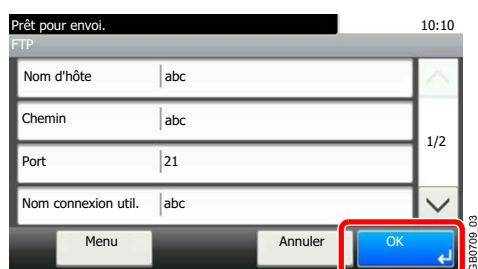 Prêt pour envoi. 10:10
FTP
Nom d'hôte abc
Chemin abc
1/2
Port 21
Nom connexion util. abc
Menu Annuler OK
GB0709_03